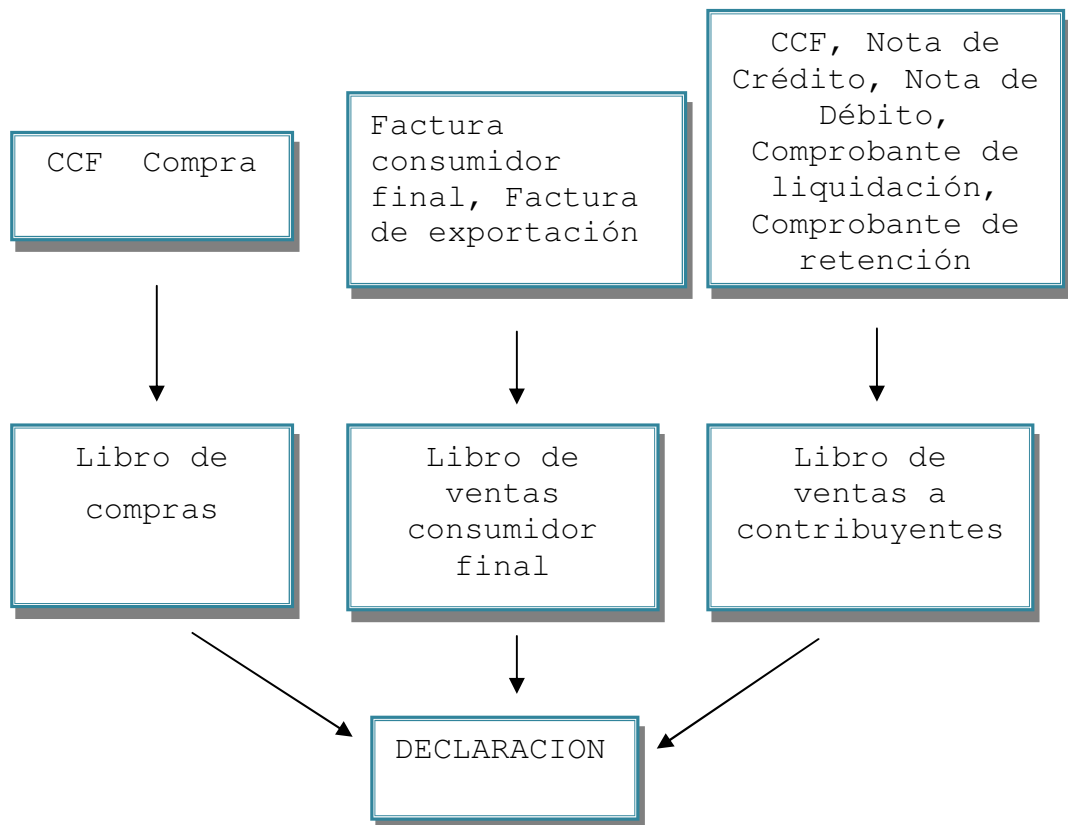 CCF Compra
Factura
consumidor
final, Factura
de exportación
CCF, Nota de
Crédito, Nota de
Débito,
Comprobante de
liquidación,
Comprobante de
retención
Libro de
compras
Libro de
ventas
consumidor
final
Libro de
ventas a
contribuyentes
DECLARACION